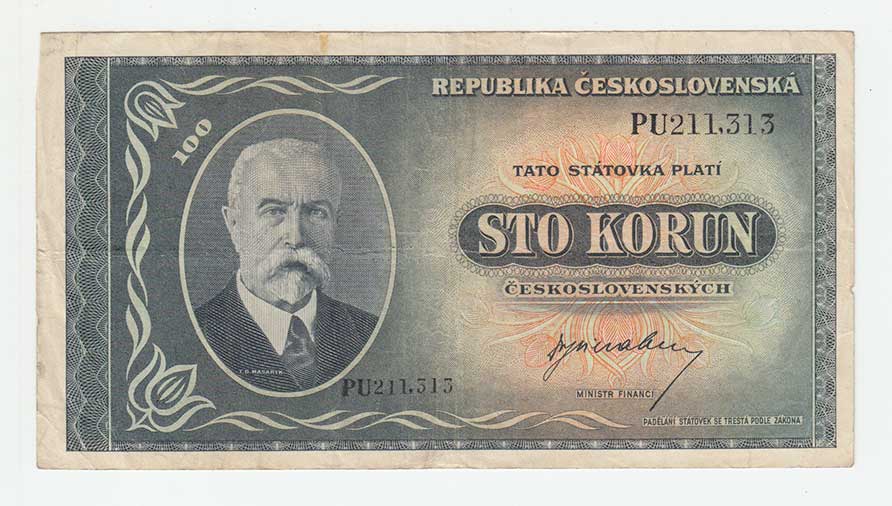 REPUBLIKA ČESKOSLOVENSKÁ
PU211,313
100
TATO STÁTOVKA PLATÍ
STO KORUN
ČESKOSLOVENSKÝCH
T. G. MASARYK
PU211,313
MINISTR FINANCÍ
PADĚLÁNÍ STÁTOVEK SE TRESTÁ PODLE ZÁKONA